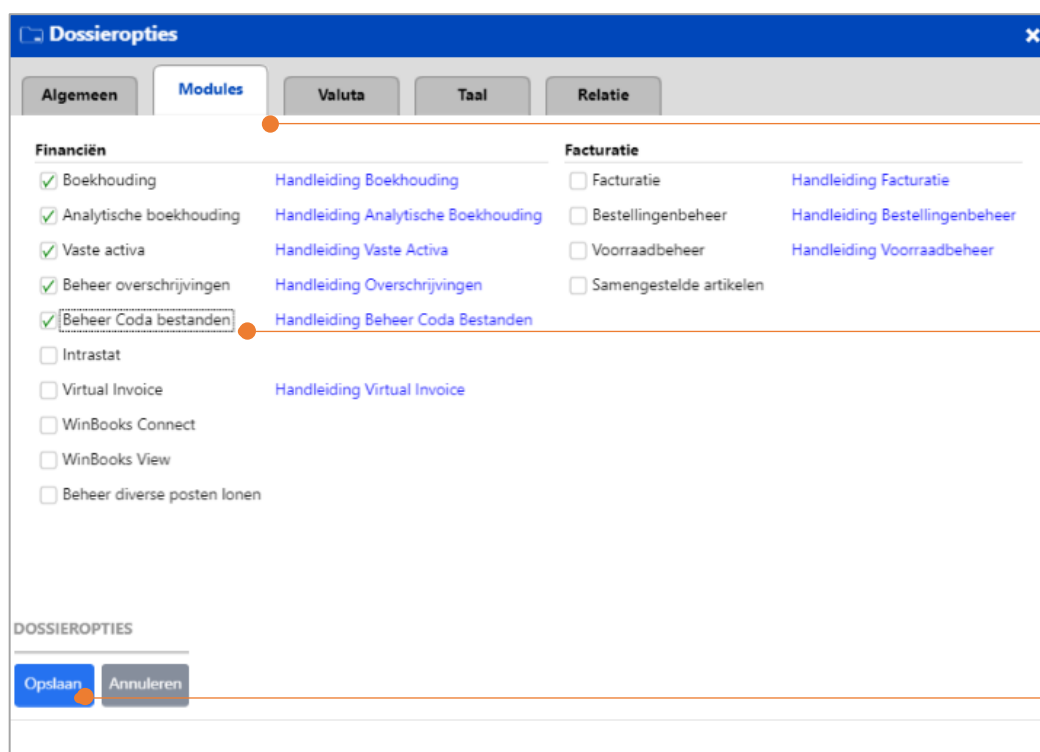 Dossieropties
Algemeen
Modules
Valuta
Taal
Relatie
Financiën
Boekhouding Handleiding Boekhouding
Analytische boekhouding Handleiding Analytische Boekhouding
Vaste activa Handleiding Vaste Activa
Beheer overschrijvingen Handleiding Overschrijvingen
Beheer Coda bestanden Handleiding Beheer Coda Bestanden
Intrastat
Virtual Invoice Handleiding Virtual Invoice
WinBooks Connect
WinBooks View
Beheer diverse posten lonen
Facturatie
Facturatie Handleiding Facturatie
Bestellingenbeheer Handleiding Bestellingenbeheer
Voorraadbeheer Handleiding Voorraadbeheer
Samengestelde artikelen
DOSSIEROPTIES
Opslaan
Annuleren